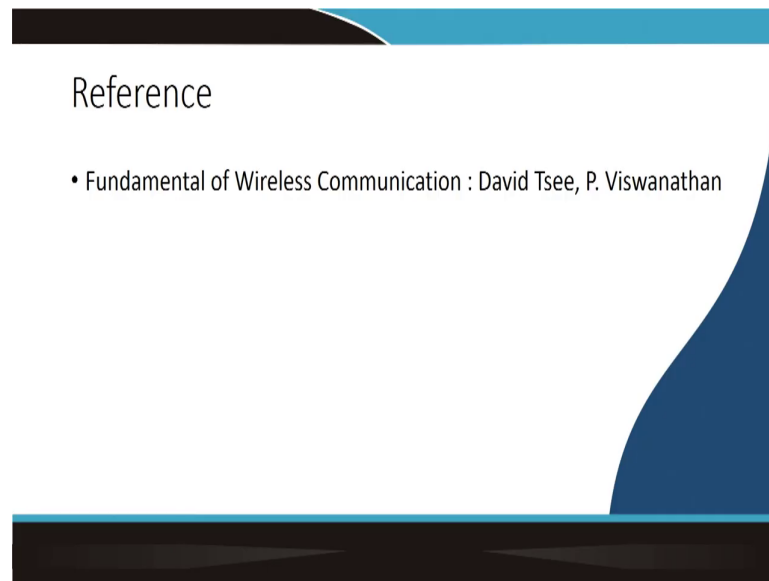 Reference
• Fundamental of Wireless Communication : David Tsee, P. Viswanathan